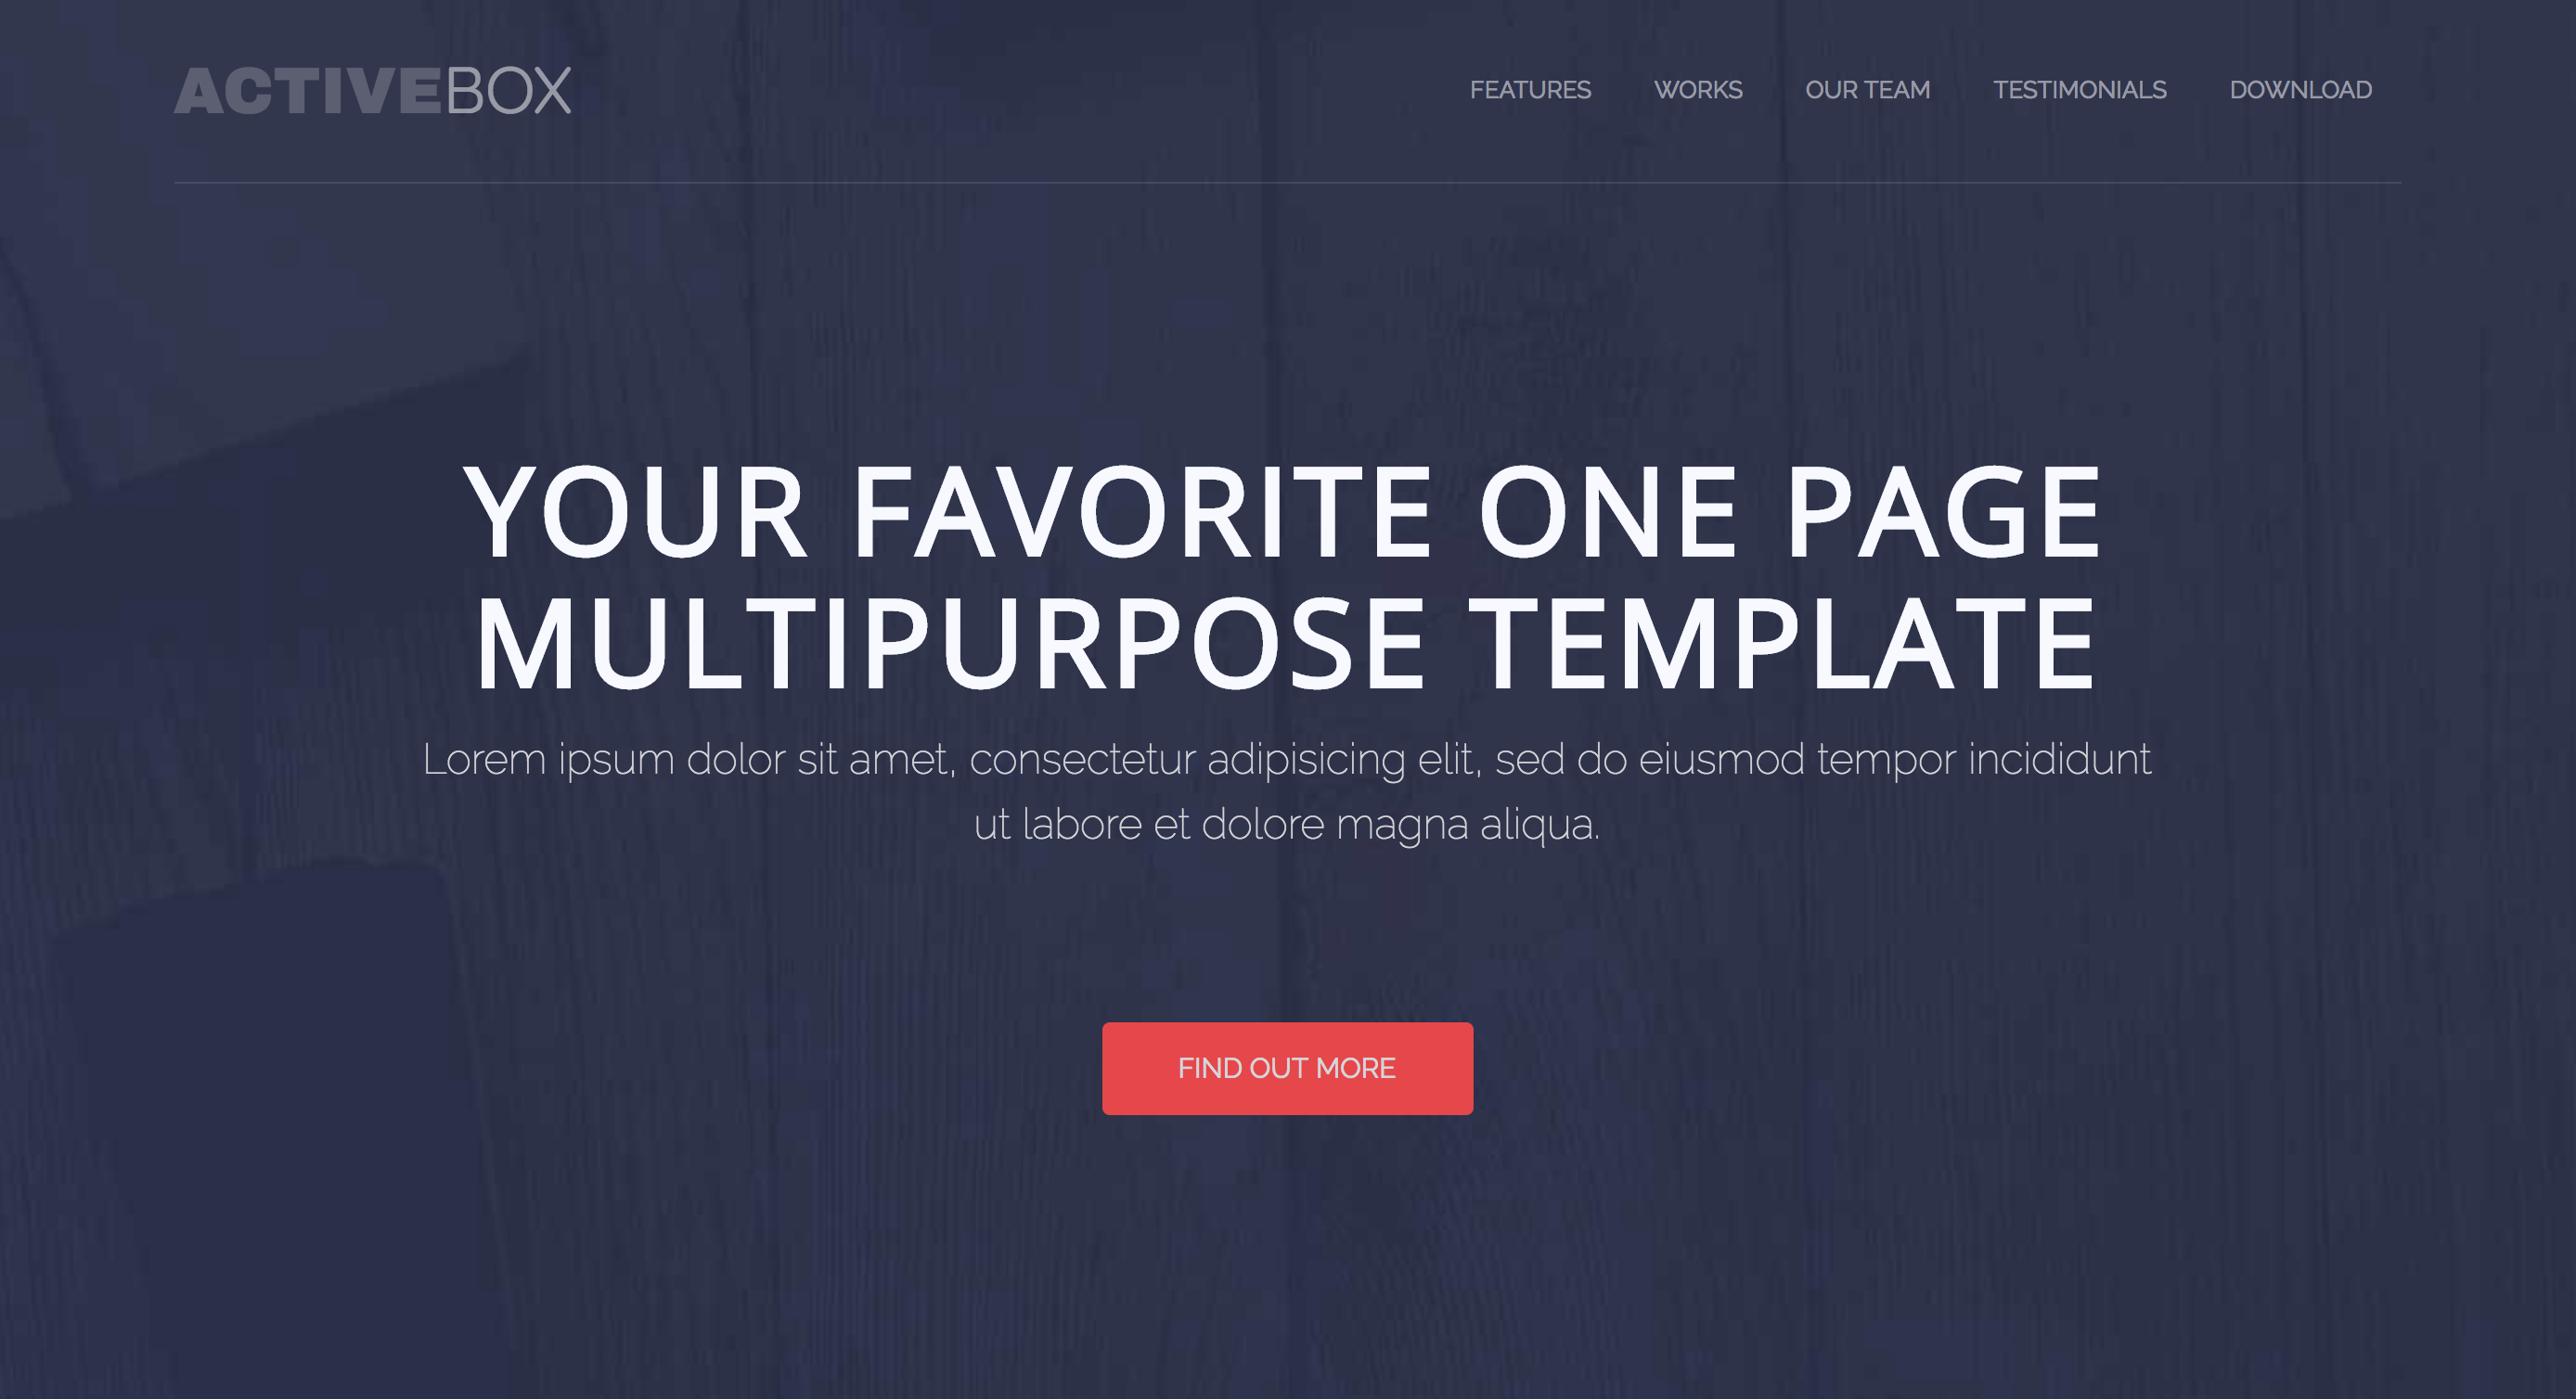 ACTIVEBOX
FEATURES WORKS OUR TEAM TESTIMONIALS DOWNLOAD
YOUR FAVORITE ONE PAGE
MULTIPURPOSE TEMPLATE
Lorem ipsum dolor sit amet, consectetur adipisicing elit, sed do eiusmod tempor incididunt
ut labore et dolore magna aliqua.
FIND OUT MORE